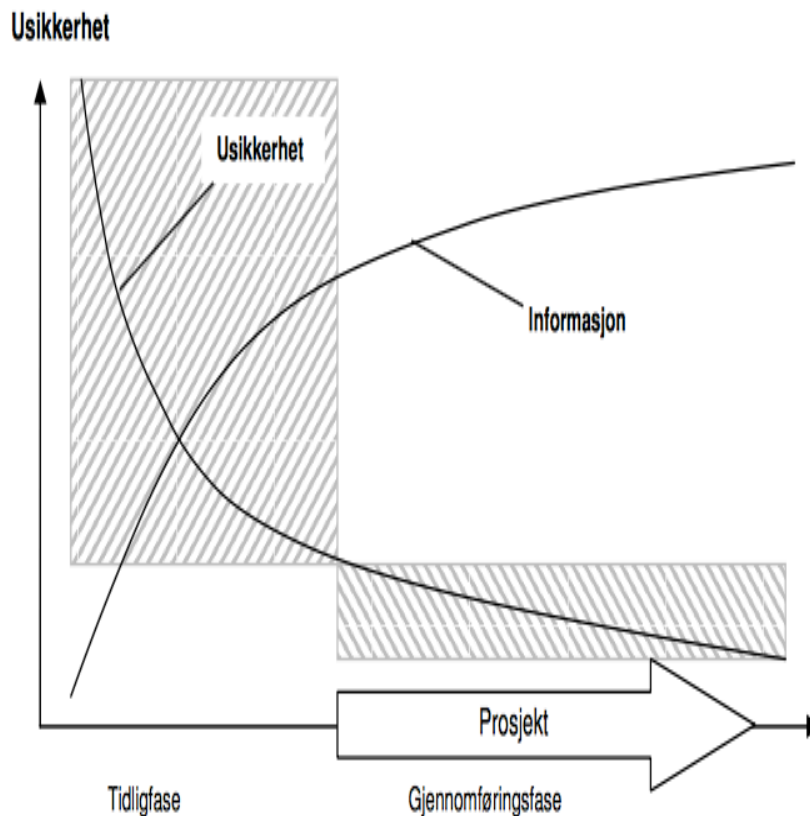 Usikkerhet
Usikkerhet
Informasjon
Prosjekt
Tidligfase
Gjennomføringsfase